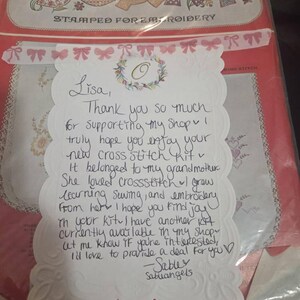 STAMPED FOR EMBROIDERY
O
Lisa,
Thank you so much
for supporting my shop! I
truly hope you enjoy your
new cross stitch kit
It belonged to my grandmother
She loved crossstitch I grew
learning sewing and embroidery
from her I hope you find joy
in your kit I have another kit
currently available in my shop
let me know if you're interested,
I'd love to provide a deal for you
- Sable
sableangels